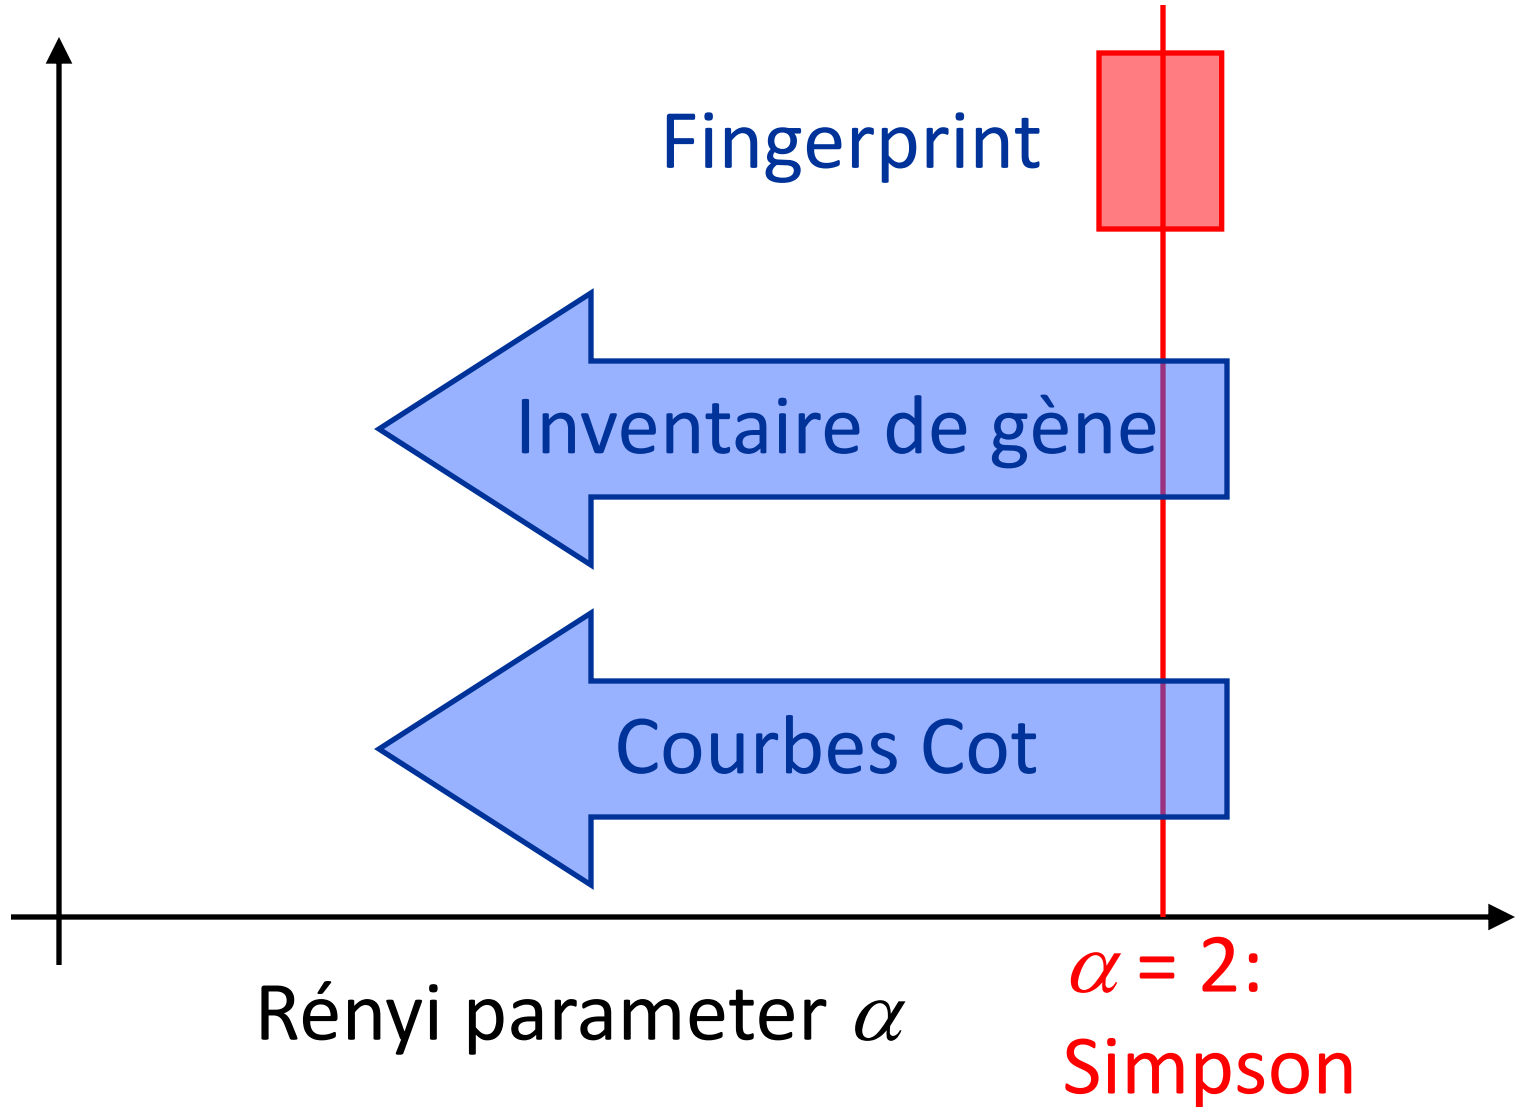 Fingerprint
Inventaire de gène
Courbes Cot
Rényi parameter α
α = 2:
Simpson